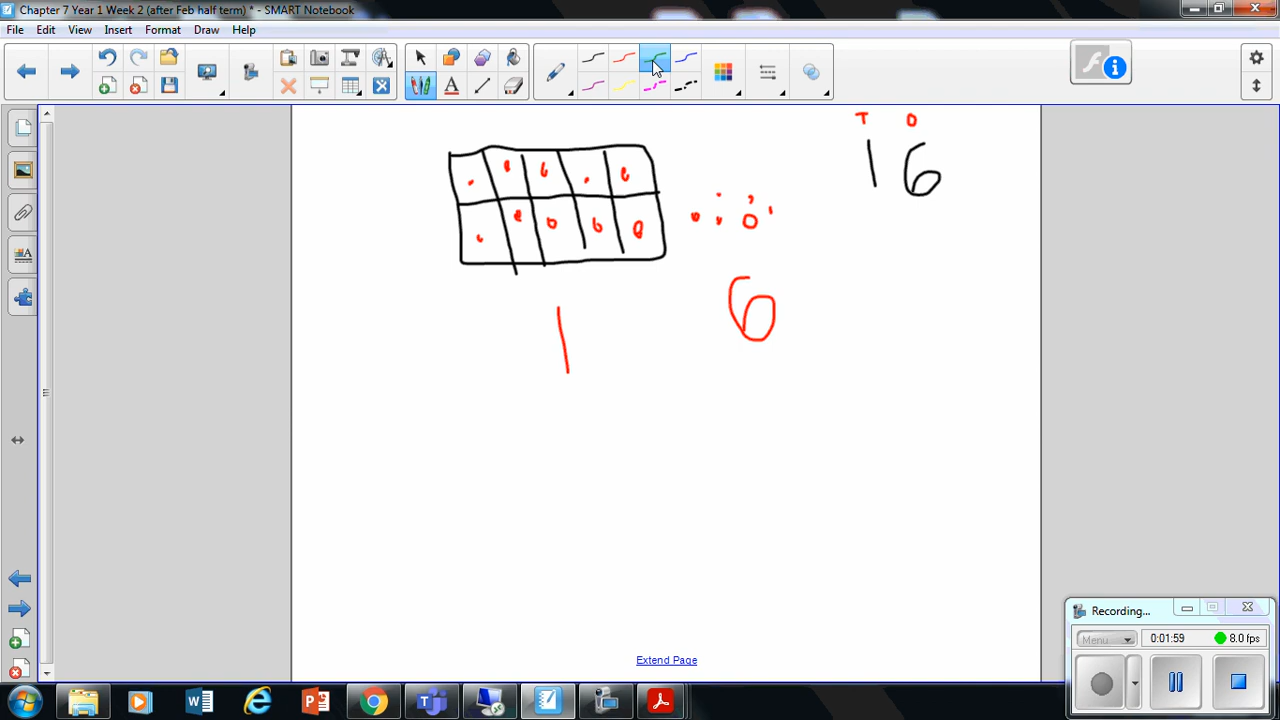 Chapter 7 Year 1 Week 2 (after Feb half term) * - SMART Notebook
File Edit View Insert Format Draw Help
T O
1 6
1 6
Extend Page
Recording...
Menu 0:01:59 8.0 fps